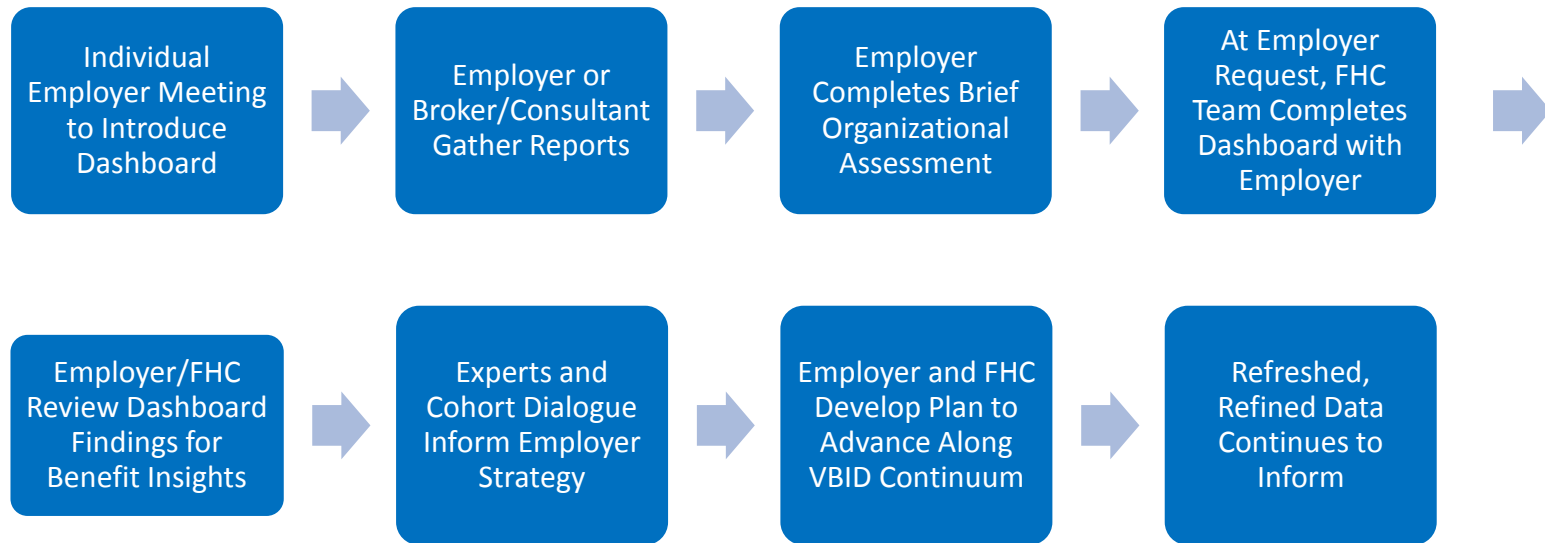 Individual
Employer Meeting
to Introduce
Dashboard
Employer or
Broker/Consultant
Gather Reports
Employer
Completes Brief
Organizational
Assessment
At Employer
Request, FHC
Team Completes
Dashboard with
Employer
Employer/FHC
Review Dashboard
Findings for
Benefit Insights
Experts and
Cohort Dialogue
Inform Employer
Strategy
Employer and FHC
Develop Plan to
Advance Along
VBID Continuum
Refreshed,
Refined Data
Continues to
Inform